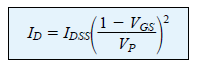 I_D = I_DSS((1 - V_GS)/V_P)^2